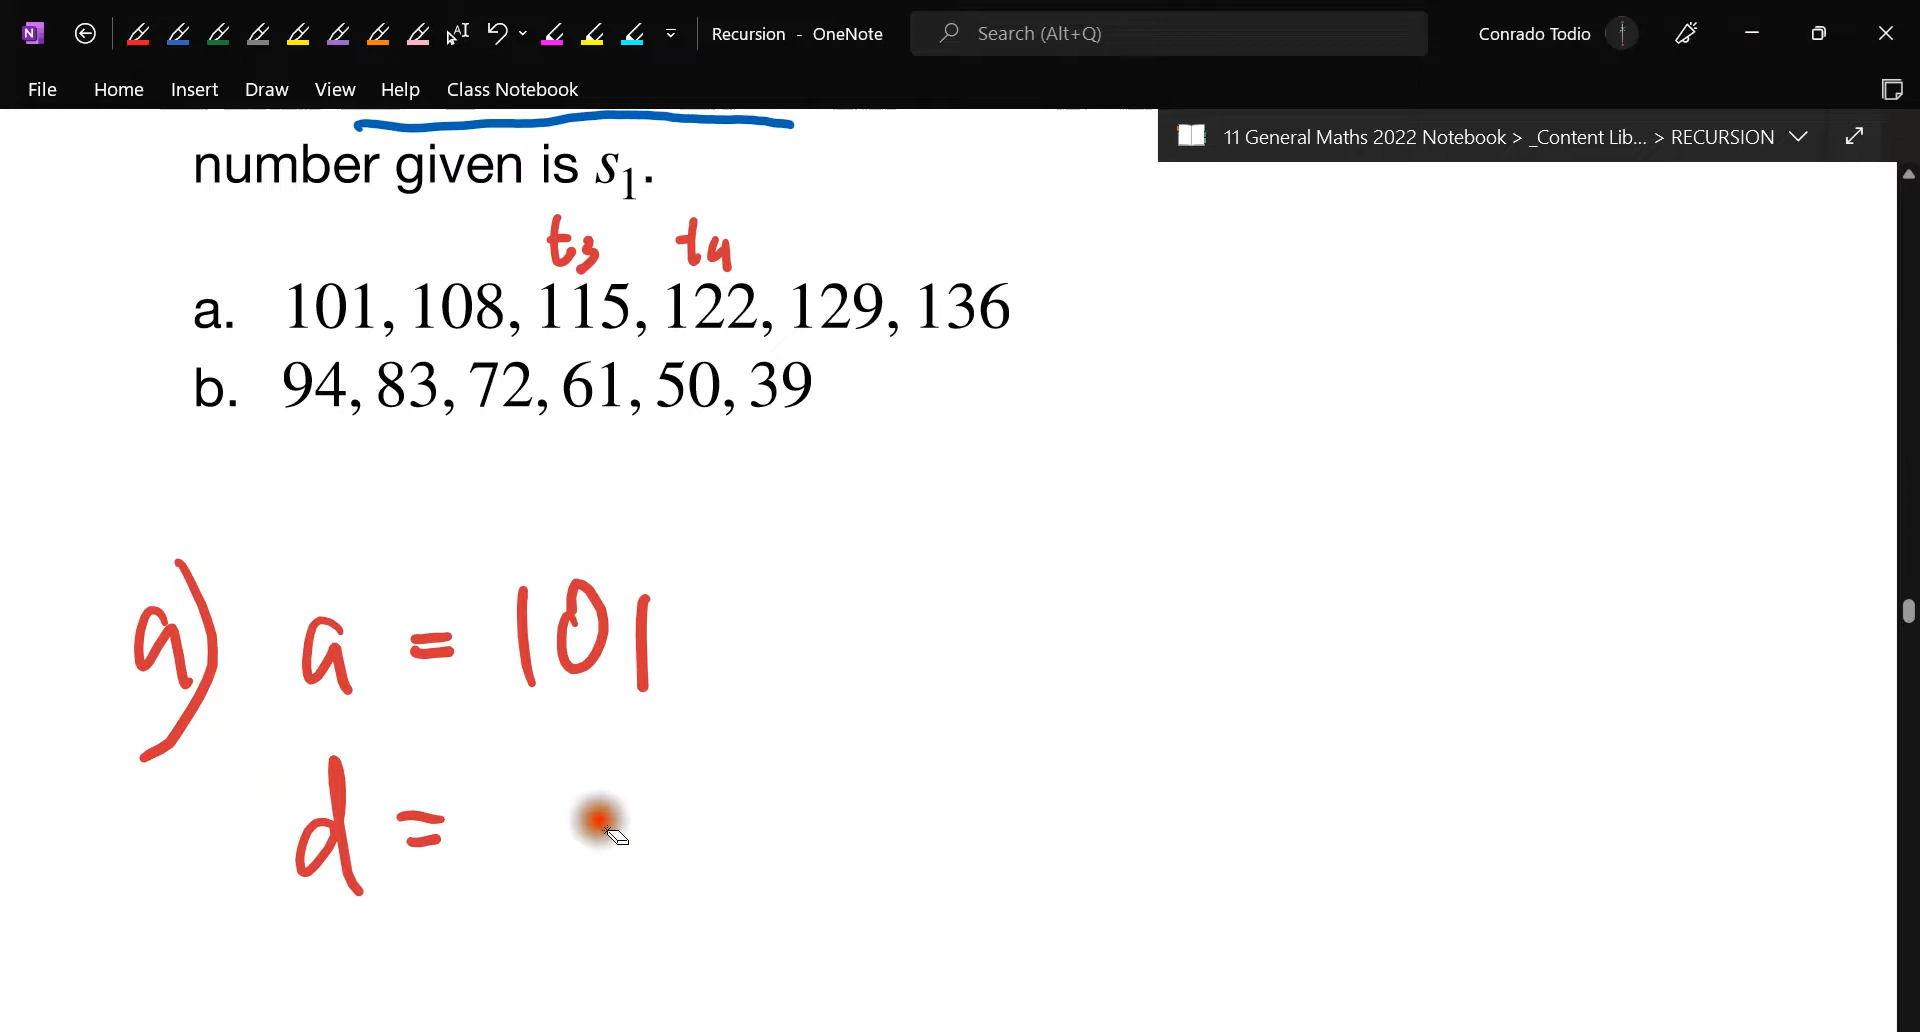 Recursion - OneNote
Search (Alt+Q)
Conrado Todio
File Home Insert Draw View Help Class Notebook
11 General Maths 2022 Notebook > _Content Lib... > RECURSION
number given is s₁.
t₃ t₄
a. 101, 108, 115, 122, 129, 136
b. 94, 83, 72, 61, 50, 39
a) a = 101
d =